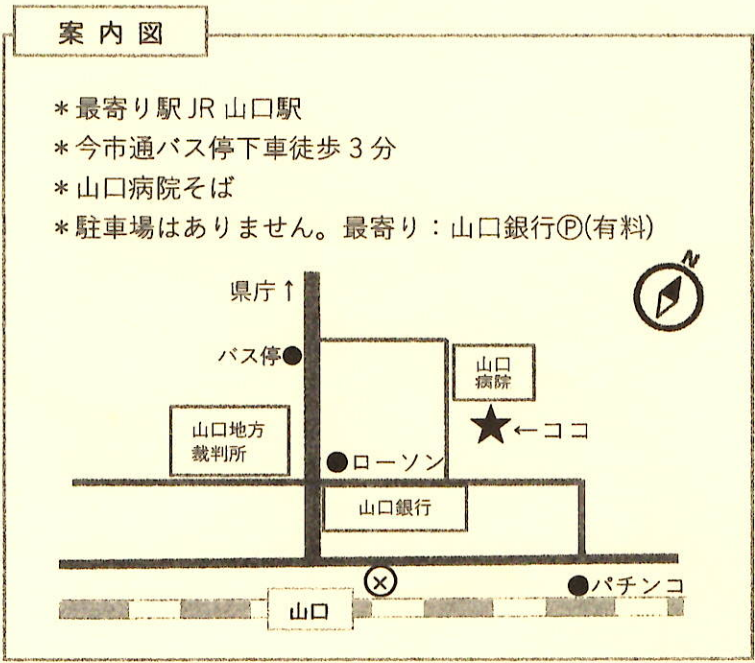 案内図
＊最寄り駅 JR 山口駅
＊今市通バス停下車徒歩 3 分
＊山口病院そば
＊駐車場はありません。最寄り：山口銀行Ⓟ(有料)
N
県庁↑
バス停●
山口
病院
山口地方
裁判所
★←ココ
●ローソン
山口銀行
●パチンコ
山口